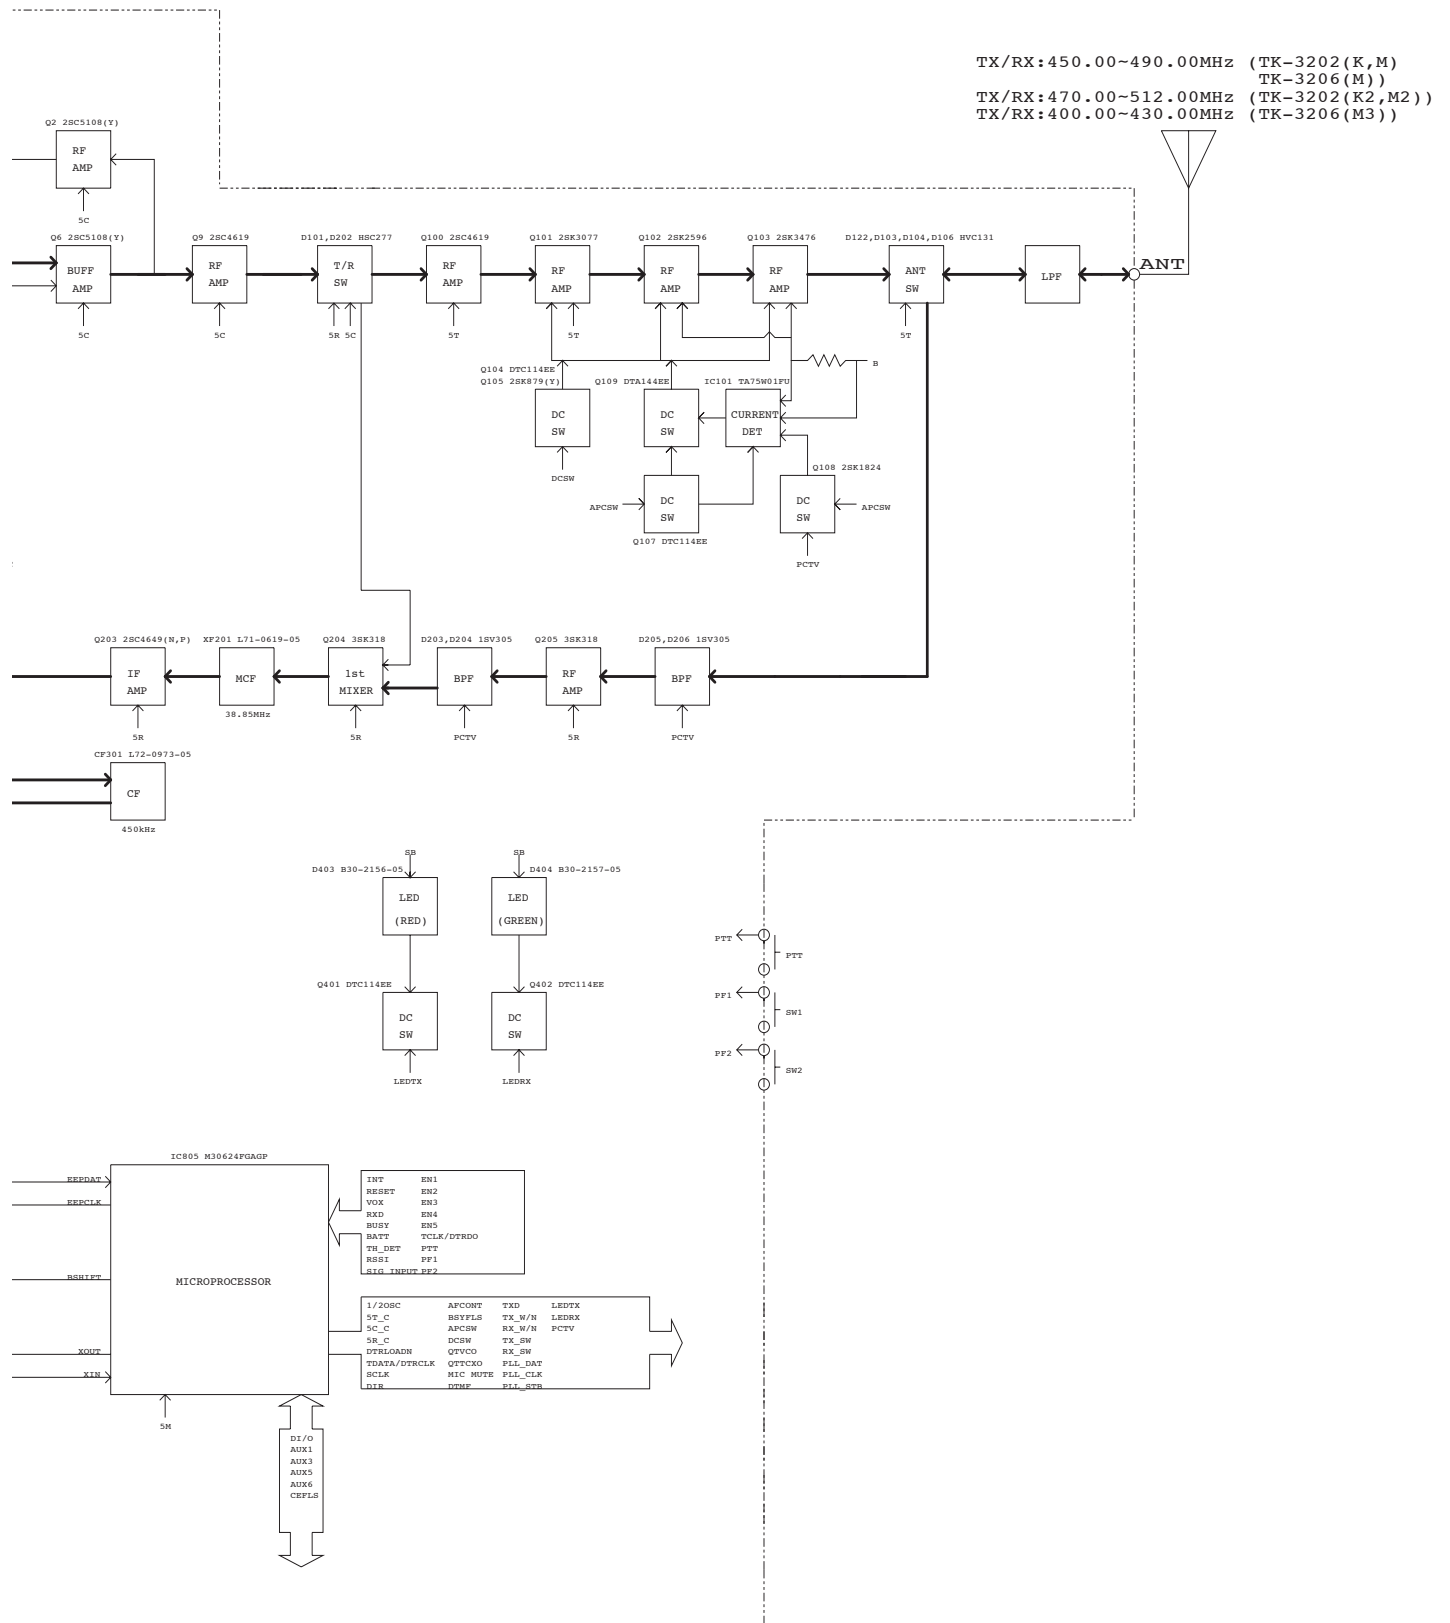 TX/RX:450.00~490.00MHz (TK-3202(K,M)
TK-3206(M))
TX/RX:470.00~512.00MHz (TK-3202(K2,M2))
TX/RX:400.00~430.00MHz (TK-3206(M3))
Q2 2SC5108(Y)
RF
AMP
5C
ANT
Q6 2SC5108(Y)
BUFF
AMP
5C
Q9 2SC4619
RF
AMP
5C
D101,D202 HSC277
T/R
SW
5R 5C
Q100 2SC4619
RF
AMP
5T
Q101 2SK3077
RF
AMP
5T
Q102 2SK2596
RF
AMP
Q103 2SK3476
RF
AMP
D122,D103,D104,D106 HVC131
ANT
SW
5T
LPF
B
Q104 DTC114EE
Q105 2SK879(Y)
DC
SW
DCSW
Q109 DTA144EE
DC
SW
IC101 TA75W01FU
CURRENT
DET
APCSW
DC
SW
Q107 DTC114EE
Q108 2SK1824
DC
SW
APCSW
PCTV
Q203 2SC4649(N,P)
IF
AMP
5R
XF201 L71-0619-05
MCF
38.85MHz
Q204 3SK318
1st
MIXER
5R
D203,D204 1SV305
BPF
PCTV
Q205 3SK318
RF
AMP
5R
D205,D206 1SV305
BPF
PCTV
CF301 L72-0973-05
CF
450kHz
SB
D403 B30-2156-05
LED
(RED)
Q401 DTC114EE
DC
SW
LEDTX
SB
D404 B30-2157-05
LED
(GREEN)
Q402 DTC114EE
DC
SW
LEDRX
PTT
PTT
PF1
SW1
PF2
SW2
IC805 M30624FGAGP
EEPDAT
EEPCLK
BSHIFT
XOUT
XIN
MICROPROCESSOR
5M
INT EN1
RESET EN2
VOX EN3
RXD EN4
BUSY EN5
BATT TCLK/DTRDO
TH_DET PTT
RSSI PF1
SIG INPUT PF2
1/2OSC AFCONT TXD LEDTX
5T_C BSYFLS TX_W/N LEDRX
5C_C APCSW RX_W/N PCTV
5R_C DCSW TX_SW
DTRLOADN QTVCO RX_SW
TDATA/DTRCLK QTTCXO PLL_DAT
SCLK MIC MUTE PLL_CLK
DIR DTMF PLL_STB
DI/O
AUX1
AUX3
AUX5
AUX6
CEFLS